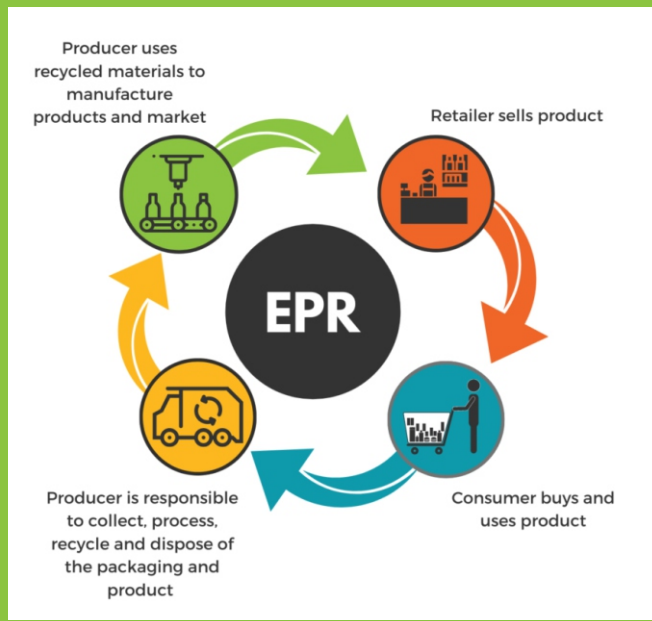 Producer uses
recycled materials to
manufacture
products and market
Retailer sells product
EPR
Producer is responsible
to collect, process,
recycle and dispose of
the packaging and
product
Consumer buys and
uses product